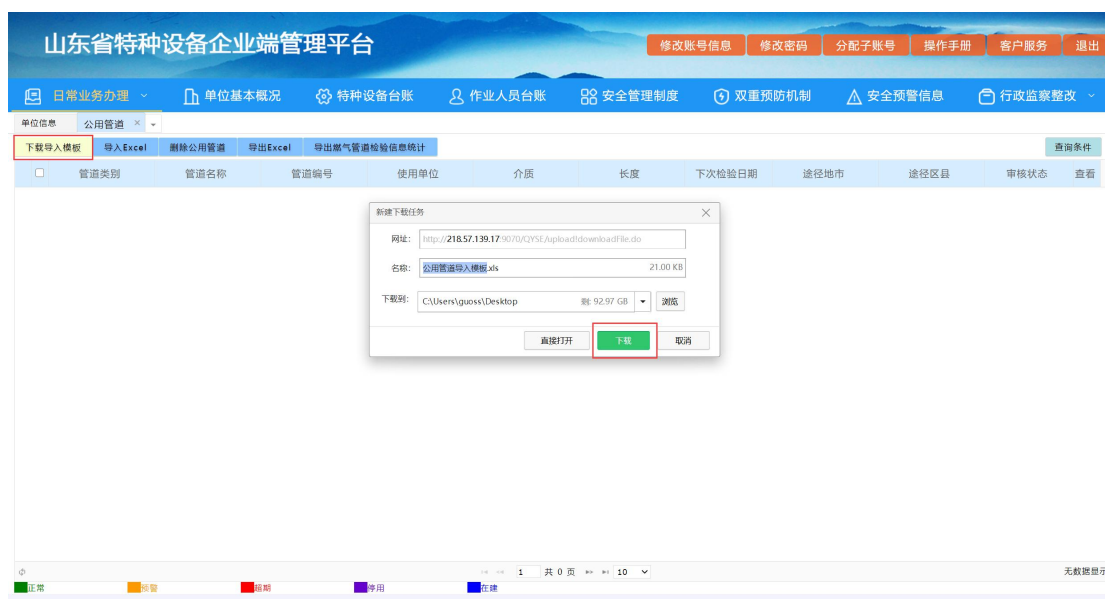 山东省特种设备企业端管理平台
修改账号信息 修改密码 分配子账号 操作手册 客户服务 退出
日常业务办理 单位基本概况 特种设备台账 作业人员台账 安全管理制度 双重预防机制 安全预警信息 行政监察整改
单位信息 公用管道 ×
下载导入模板 导入Excel 删除公用管道 导出Excel 导出燃气管道检验信息统计 查询条件
管道类别 管道名称 管道编号 使用单位 介质 长度 下次检验日期 途径地市 途径区县 审核状态 查看
新建下载任务
网址: http://218.57.139.17:9070/QYSE/upload!downloadFile.do
名称: 公用管道导入模板.xls 21.00 KB
下载到: C:\Users\guoss\Desktop 剩: 92.97 GB 浏览
直接打开 下载 取消
1 共 0 页 10 无数据显示
正常 预警 超期 停用 在建